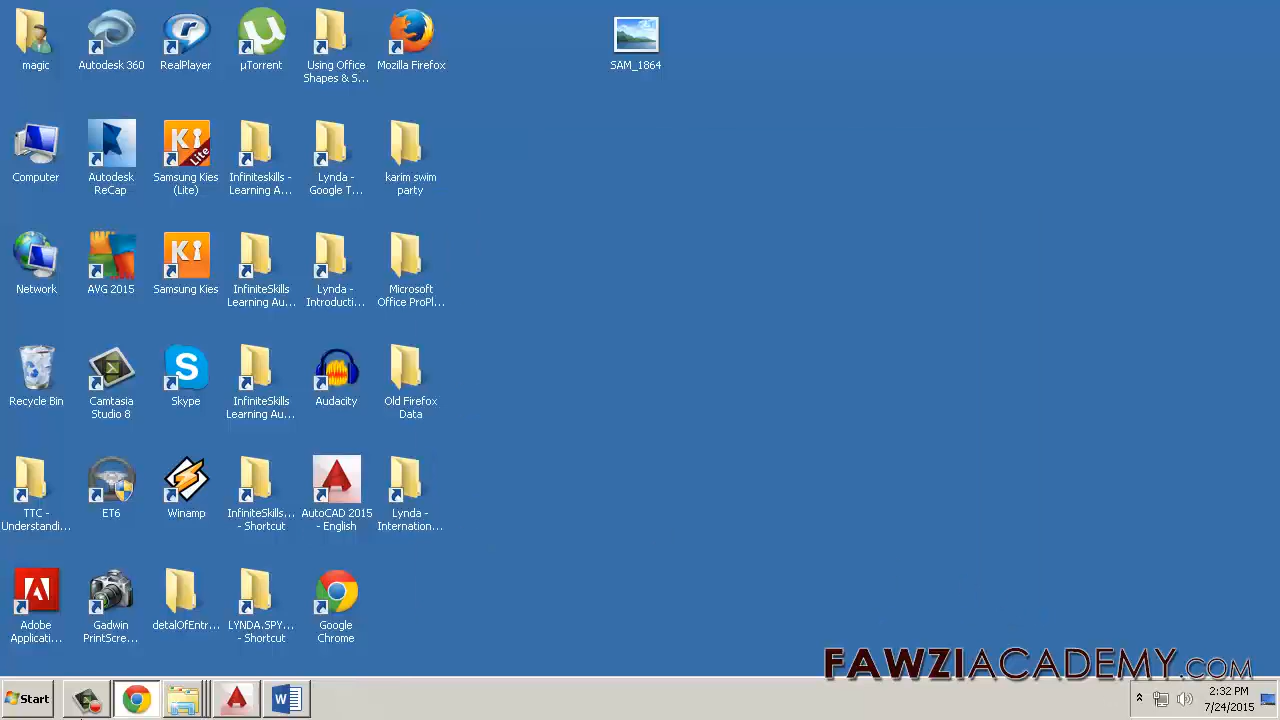 magic
Autodesk 360
RealPlayer
µTorrent
Using Office
Shapes & S...
Mozilla Firefox
SAM_1864
Computer
Autodesk
ReCap
Samsung Kies
(Lite)
Infiniteskills -
Learning A...
Lynda -
Google T...
karim swim
party
Network
AVG 2015
Samsung Kies
InfiniteSkills
Learning Au...
Lynda -
Introducti...
Microsoft
Office ProPl...
Recycle Bin
Camtasia
Studio 8
Skype
InfiniteSkills
Learning Au...
Audacity
Old Firefox
Data
TTC -
Understandi...
ET6
Winamp
InfiniteSkills...
- Shortcut
AutoCAD 2015
- English
Lynda -
Internation...
Adobe
Applicati...
Gadwin
PrintScre...
detalOfEntr...
LYNDA.SPY...
- Shortcut
Google
Chrome
Ki Lite
Ki
FAWZIACADEMY.COM
Start
2:32 PM
7/24/2015